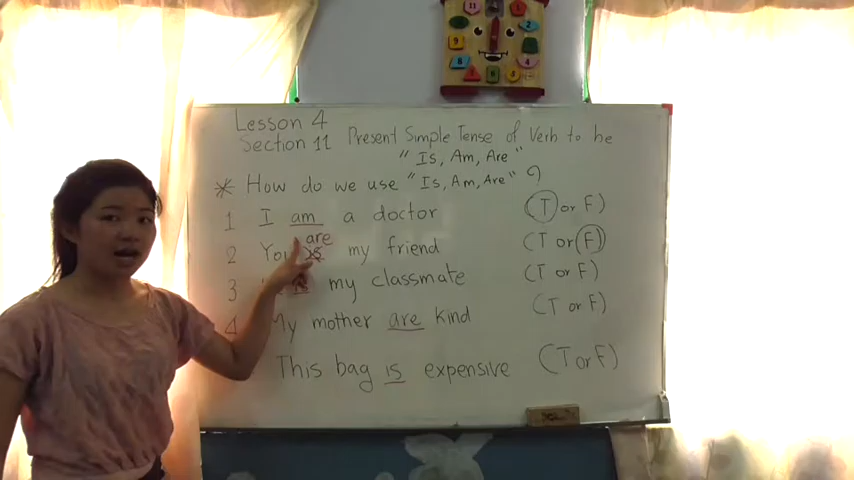 Lesson 4
Section 11 Present Simple Tense of Verb to be
"Is, Am, Are"
* How do we use "Is, Am, Are" ?
1 I am a doctor (T or F)
are
2 You is my friend (T or F)
3 my classmate (T or F)
4 My mother are kind (T or F)
This bag is expensive (T or F)